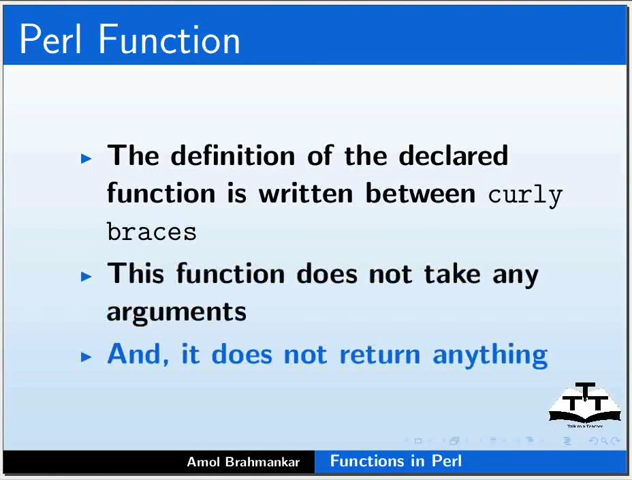 Perl Function
The definition of the declared
function is written between curly
braces
This function does not take any
arguments
And, it does not return anything
TTT
Amol Brahmankar Functions in Perl